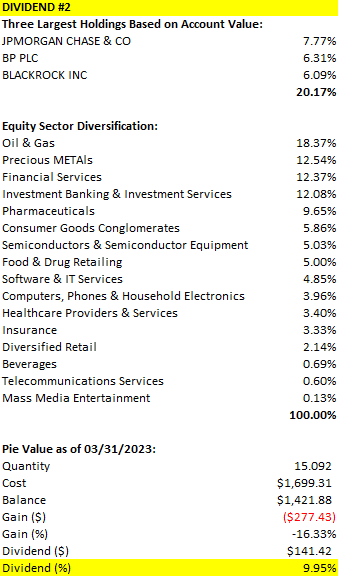 DIVIDEND #2
Three Largest Holdings Based on Account Value:
JPMORGAN CHASE & CO 7.77%
BP PLC 6.31%
BLACKROCK INC 6.09%
20.17%
Equity Sector Diversification:
Oil & Gas 18.37%
Precious METAls 12.54%
Financial Services 12.37%
Investment Banking & Investment Services 12.08%
Pharmaceuticals 9.65%
Consumer Goods Conglomerates 5.86%
Semiconductors & Semiconductor Equipment 5.03%
Food & Drug Retailing 5.00%
Software & IT Services 4.85%
Computers, Phones & Household Electronics 3.96%
Healthcare Providers & Services 3.40%
Insurance 3.33%
Diversified Retail 2.14%
Beverages 0.69%
Telecommunications Services 0.60%
Mass Media Entertainment 0.13%
100.00%
Pie Value as of 03/31/2023:
Quantity 15.092
Cost $1,699.31
Balance $1,421.88
Gain ($) ($277.43)
Gain (%) -16.33%
Dividend ($) $141.42
Dividend (%) 9.95%